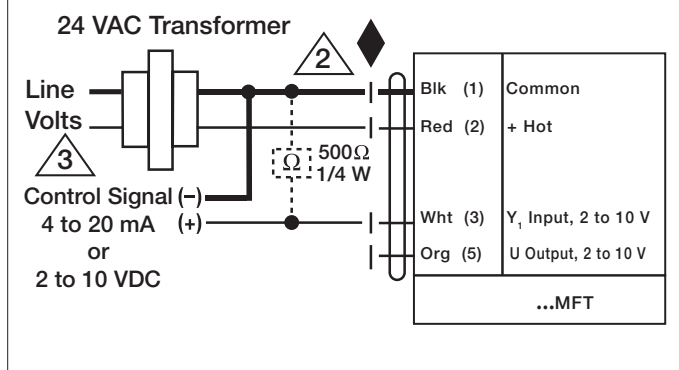 24 VAC Transformer
2
Line
Volts
3
Blk (1) Common
Red (2) + Hot
Ω 500Ω
1/4 W
Control Signal (–)
4 to 20 mA (+)
or
2 to 10 VDC
Wht (3) Y₁ Input, 2 to 10 V
Org (5) U Output, 2 to 10 V
...MFT